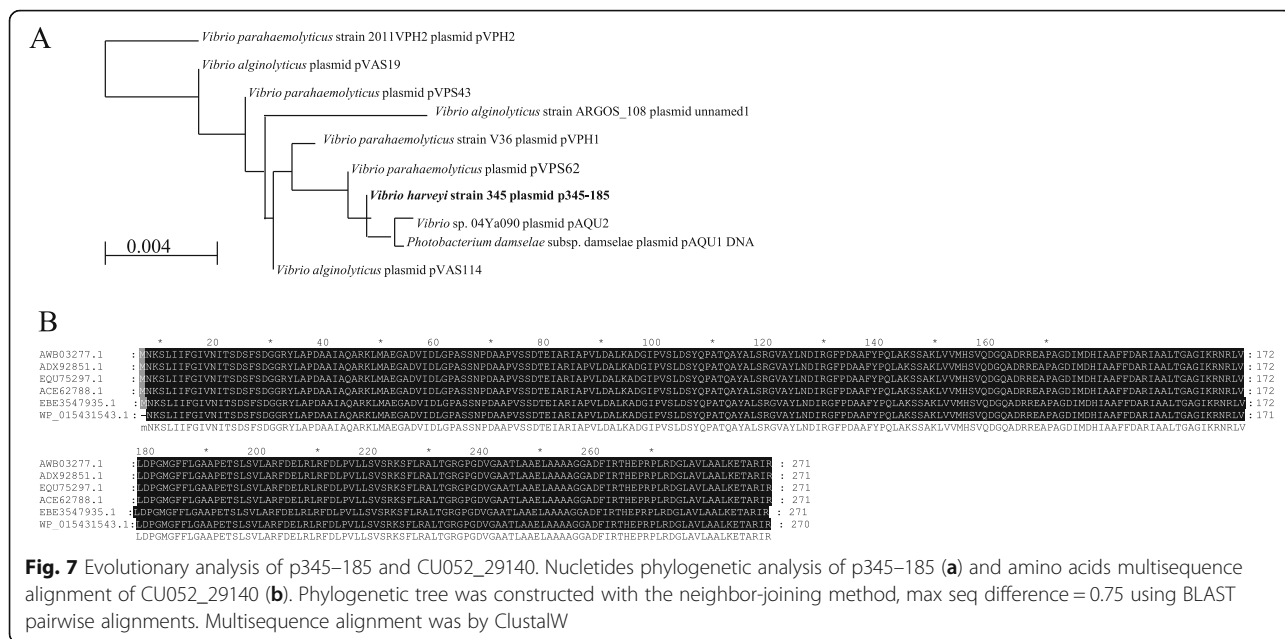 A
Vibrio parahaemolyticus strain 2011VPH2 plasmid pVPH2
Vibrio alginolyticus plasmid pVAS19
Vibrio parahaemolyticus plasmid pVPS43
Vibrio alginolyticus strain ARGOS_108 plasmid unnamed1
Vibrio parahaemolyticus strain V36 plasmid pVPH1
Vibrio parahaemolyticus plasmid pVPS62
Vibrio harveyi strain 345 plasmid p345-185
Vibrio sp. 04Ya090 plasmid pAQU2
Photobacterium damselae subsp. damselae plasmid pAQU1 DNA
0.004
Vibrio alginolyticus plasmid pVAS114
B
* 20 * 40 * 60 * 80 * 100 * 120 * 140 * 160 *
AWB03277.1 : MNKSLIIFGIVNITSDSFSDGGRYLAPDAAIAQARKLMAEGADVIDLGPASSNPDAAPVSSDTEIARIAPVLDALKADGIPVSLDSYQPATQAYALSRGVAYLNDIRGFPDAAFYPQLAKSSAKLVVMHSVQDGQADRREAPAGDIMDHIAAFFDARIAALTGAGIKRNRLV : 172
ADX92851.1 : MNKSLIIFGIVNITSDSFSDGGRYLAPDAAIAQARKLMAEGADVIDLGPASSNPDAAPVSSDTEIARIAPVLDALKADGIPVSLDSYQPATQAYALSRGVAYLNDIRGFPDAAFYPQLAKSSAKLVVMHSVQDGQADRREAPAGDIMDHIAAFFDARIAALTGAGIKRNRLV : 172
EQU75297.1 : MNKSLIIFGIVNITSDSFSDGGRYLAPDAAIAQARKLMAEGADVIDLGPASSNPDAAPVSSDTEIARIAPVLDALKADGIPVSLDSYQPATQAYALSRGVAYLNDIRGFPDAAFYPQLAKSSAKLVVMHSVQDGQADRREAPAGDIMDHIAAFFDARIAALTGAGIKRNRLV : 172
ACE62788.1 : MNKSLIIFGIVNITSDSFSDGGRYLAPDAAIAQARKLMAEGADVIDLGPASSNPDAAPVSSDTEIARIAPVLDALKADGIPVSLDSYQPATQAYALSRGVAYLNDIRGFPDAAFYPQLAKSSAKLVVMHSVQDGQADRREAPAGDIMDHIAAFFDARIAALTGAGIKRNRLV : 172
EBE3547935.1 : MNKSLIIFGIVNITSDSFSDGGRYLAPDAAIAQARKLMAEGADVIDLGPASSNPDAAPVSSDTEIARIAPVLDALKADGIPVSLDSYQPATQAYALSRGVAYLNDIRGFPDAAFYPQLAKSSAKLVVMHSVQDGQADRREAPAGDIMDHIAAFFDARIAALTGAGIKRNRLV : 172
WP_015431543.1 : -NKSLIIFGIVNITSDSFSDGGRYLAPDAAIAQARKLMAEGADVIDLGPASSNPDAAPVSSDTEIARIAPVLDALKADGIPVSLDSYQPATQAYALSRGVAYLNDIRGFPDAAFYPQLAKSSAKLVVMHSVQDGQADRREAPAGDIMDHIAAFFDARIAALTGAGIKRNRLV : 171
mNKSLIIFGIVNITSDSFSDGGRYLAPDAAIAQARKLMAEGADVIDLGPASSNPDAAPVSSDTEIARIAPVLDALKADGIPVSLDSYQPATQAYALSRGVAYLNDIRGFPDAAFYPQLAKSSAKLVVMHSVQDGQADRREAPAGDIMDHIAAFFDARIAALTGAGIKRNRLV
180 * 200 * 220 * 240 * 260 *
AWB03277.1 : LDPGMGFFLGAAPETSLSVLARFDELRLRFDLPVLLSVSRKSFLRALTGRGPGDVGAATLAAELAAAAGGADFIRTHEPRPLRDGLAVLAALKETARIR : 271
ADX92851.1 : LDPGMGFFLGAAPETSLSVLARFDELRLRFDLPVLLSVSRKSFLRALTGRGPGDVGAATLAAELAAAAGGADFIRTHEPRPLRDGLAVLAALKETARIR : 271
EQU75297.1 : LDPGMGFFLGAAPETSLSVLARFDELRLRFDLPVLLSVSRKSFLRALTGRGPGDVGAATLAAELAAAAGGADFIRTHEPRPLRDGLAVLAALKETARIR : 271
ACE62788.1 : LDPGMGFFLGAAPETSLSVLARFDELRLRFDLPVLLSVSRKSFLRALTGRGPGDVGAATLAAELAAAAGGADFIRTHEPRPLRDGLAVLAALKETARIR : 271
EBE3547935.1 : LDPGMGFFLGAAPETSLSVLARFDELRLRFDLPVLLSVSRKSFLRALTGRGPGDVGAATLAAELAAAAGGADFIRTHEPRPLRDGLAVLAALKETARIR : 271
WP_015431543.1 : LDPGMGFFLGAAPETSLSVLARFDELRLRFDLPVLLSVSRKSFLRALTGRGPGDVGAATLAAELAAAAGGADFIRTHEPRPLRDGLAVLAALKETARIR : 270
LDPGMGFFLGAAPETSLSVLARFDELRLRFDLPVLLSVSRKSFLRALTGRGPGDVGAATLAAELAAAAGGADFIRTHEPRPLRDGLAVLAALKETARIR
Fig. 7 Evolutionary analysis of p345–185 and CU052_29140. Nucletides phylogenetic analysis of p345–185 (a) and amino acids multisequence
alignment of CU052_29140 (b). Phylogenetic tree was constructed with the neighbor-joining method, max seq difference = 0.75 using BLAST
pairwise alignments. Multisequence alignment was by ClustalW